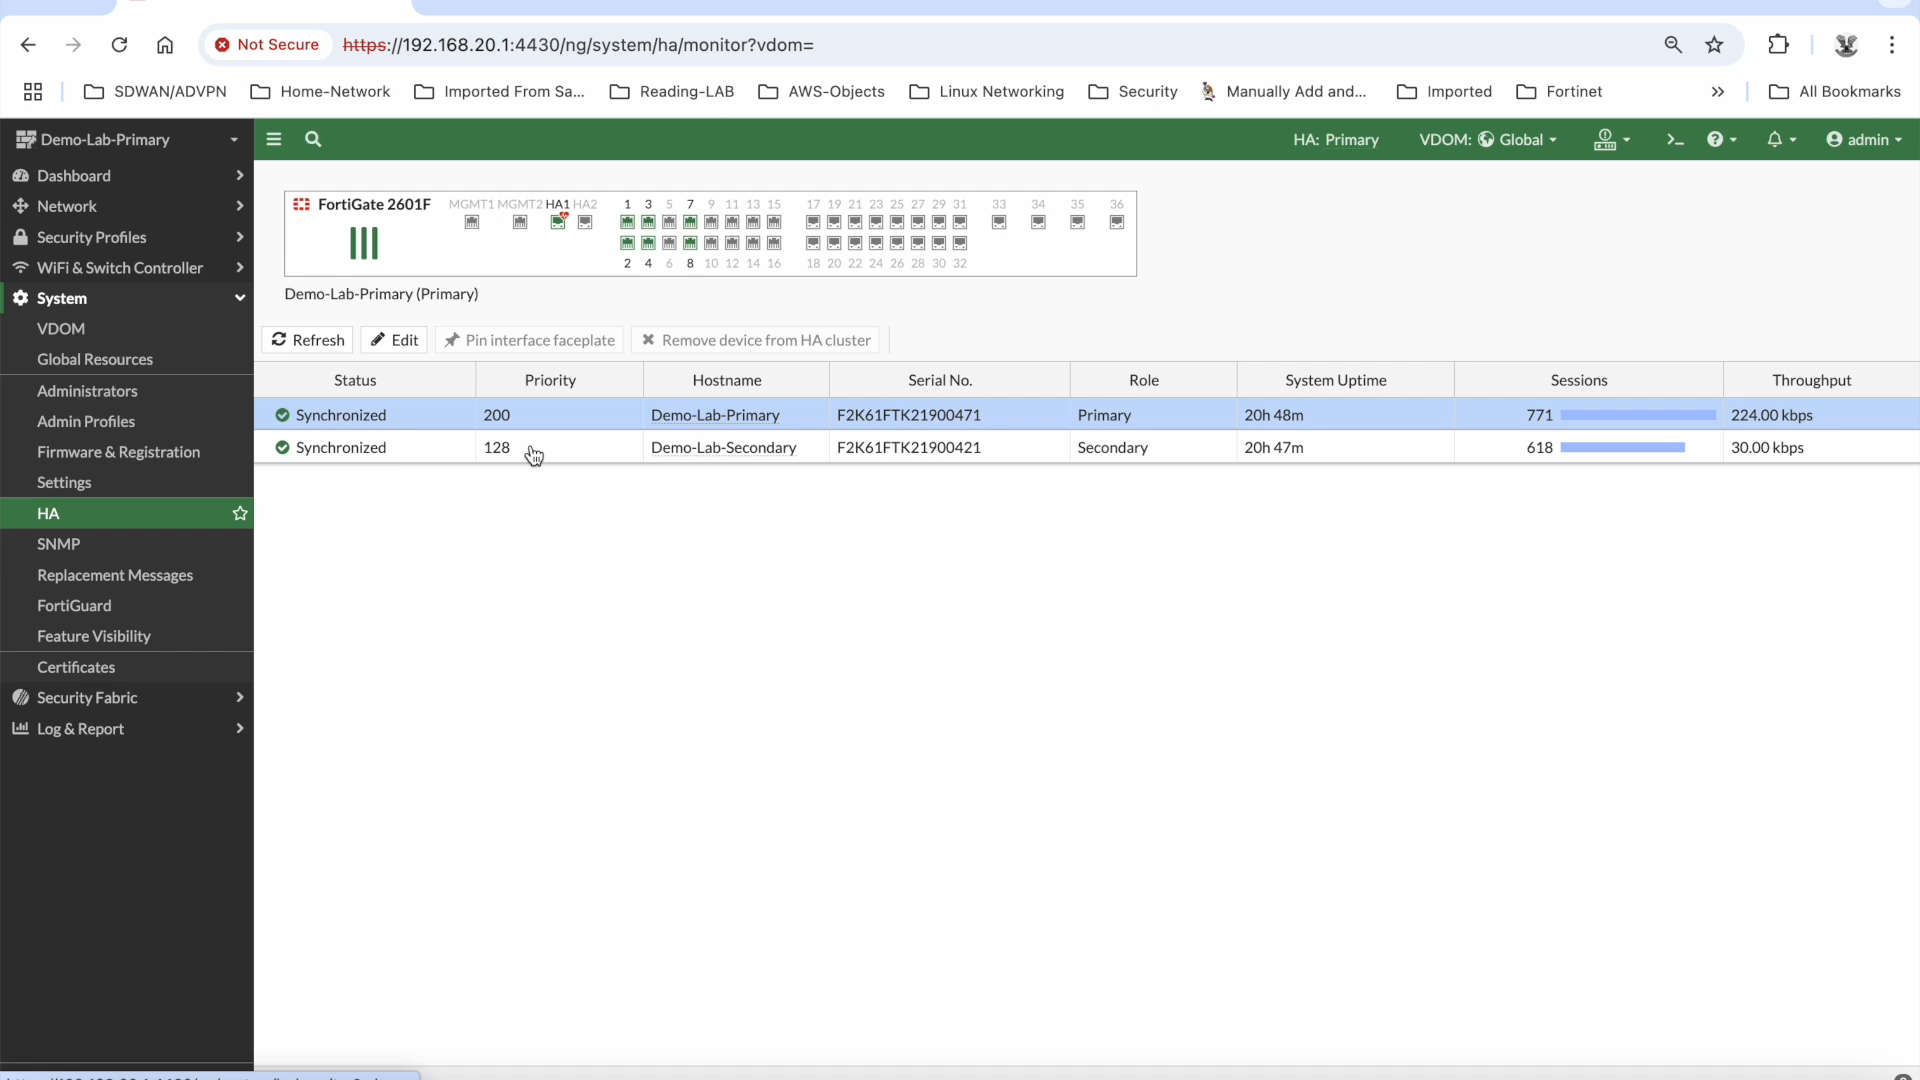 Not Secure https://192.168.20.1:4430/ng/system/ha/monitor?vdom=
SDWAN/ADVPN Home-Network Imported From Sa... Reading-LAB AWS-Objects Linux Networking Security Manually Add and... Imported Fortinet » All Bookmarks
Demo-Lab-Primary
HA: Primary VDOM: Global >_ admin
Dashboard
Network
Security Profiles
WiFi & Switch Controller
System
VDOM
Global Resources
Administrators
Admin Profiles
Firmware & Registration
Settings
HA
SNMP
Replacement Messages
FortiGuard
Feature Visibility
Certificates
Security Fabric
Log & Report
FortiGate 2601F MGMT1 MGMT2 HA1 HA2 1 3 5 7 9 11 13 15 17 19 21 23 25 27 29 31 33 34 35 36
2 4 6 8 10 12 14 16 18 20 22 24 26 28 30 32
Demo-Lab-Primary (Primary)
Refresh Edit Pin interface faceplate Remove device from HA cluster
Status Priority Hostname Serial No. Role System Uptime Sessions Throughput
Synchronized 200 Demo-Lab-Primary F2K61FTK21900471 Primary 20h 48m 771 224.00 kbps
Synchronized 128 Demo-Lab-Secondary F2K61FTK21900421 Secondary 20h 47m 618 30.00 kbps